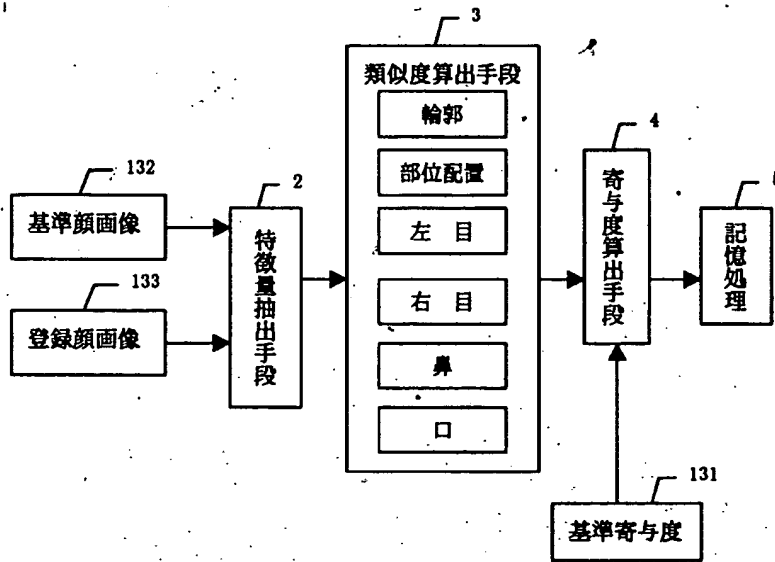 3
類似度算出手段
輪郭
部位配置
左 目
右 目
鼻
口
132
基準顔画像
133
登録顔画像
2
特徴量抽出手段
4
寄与度算出手段
記憶処理
131
基準寄与度